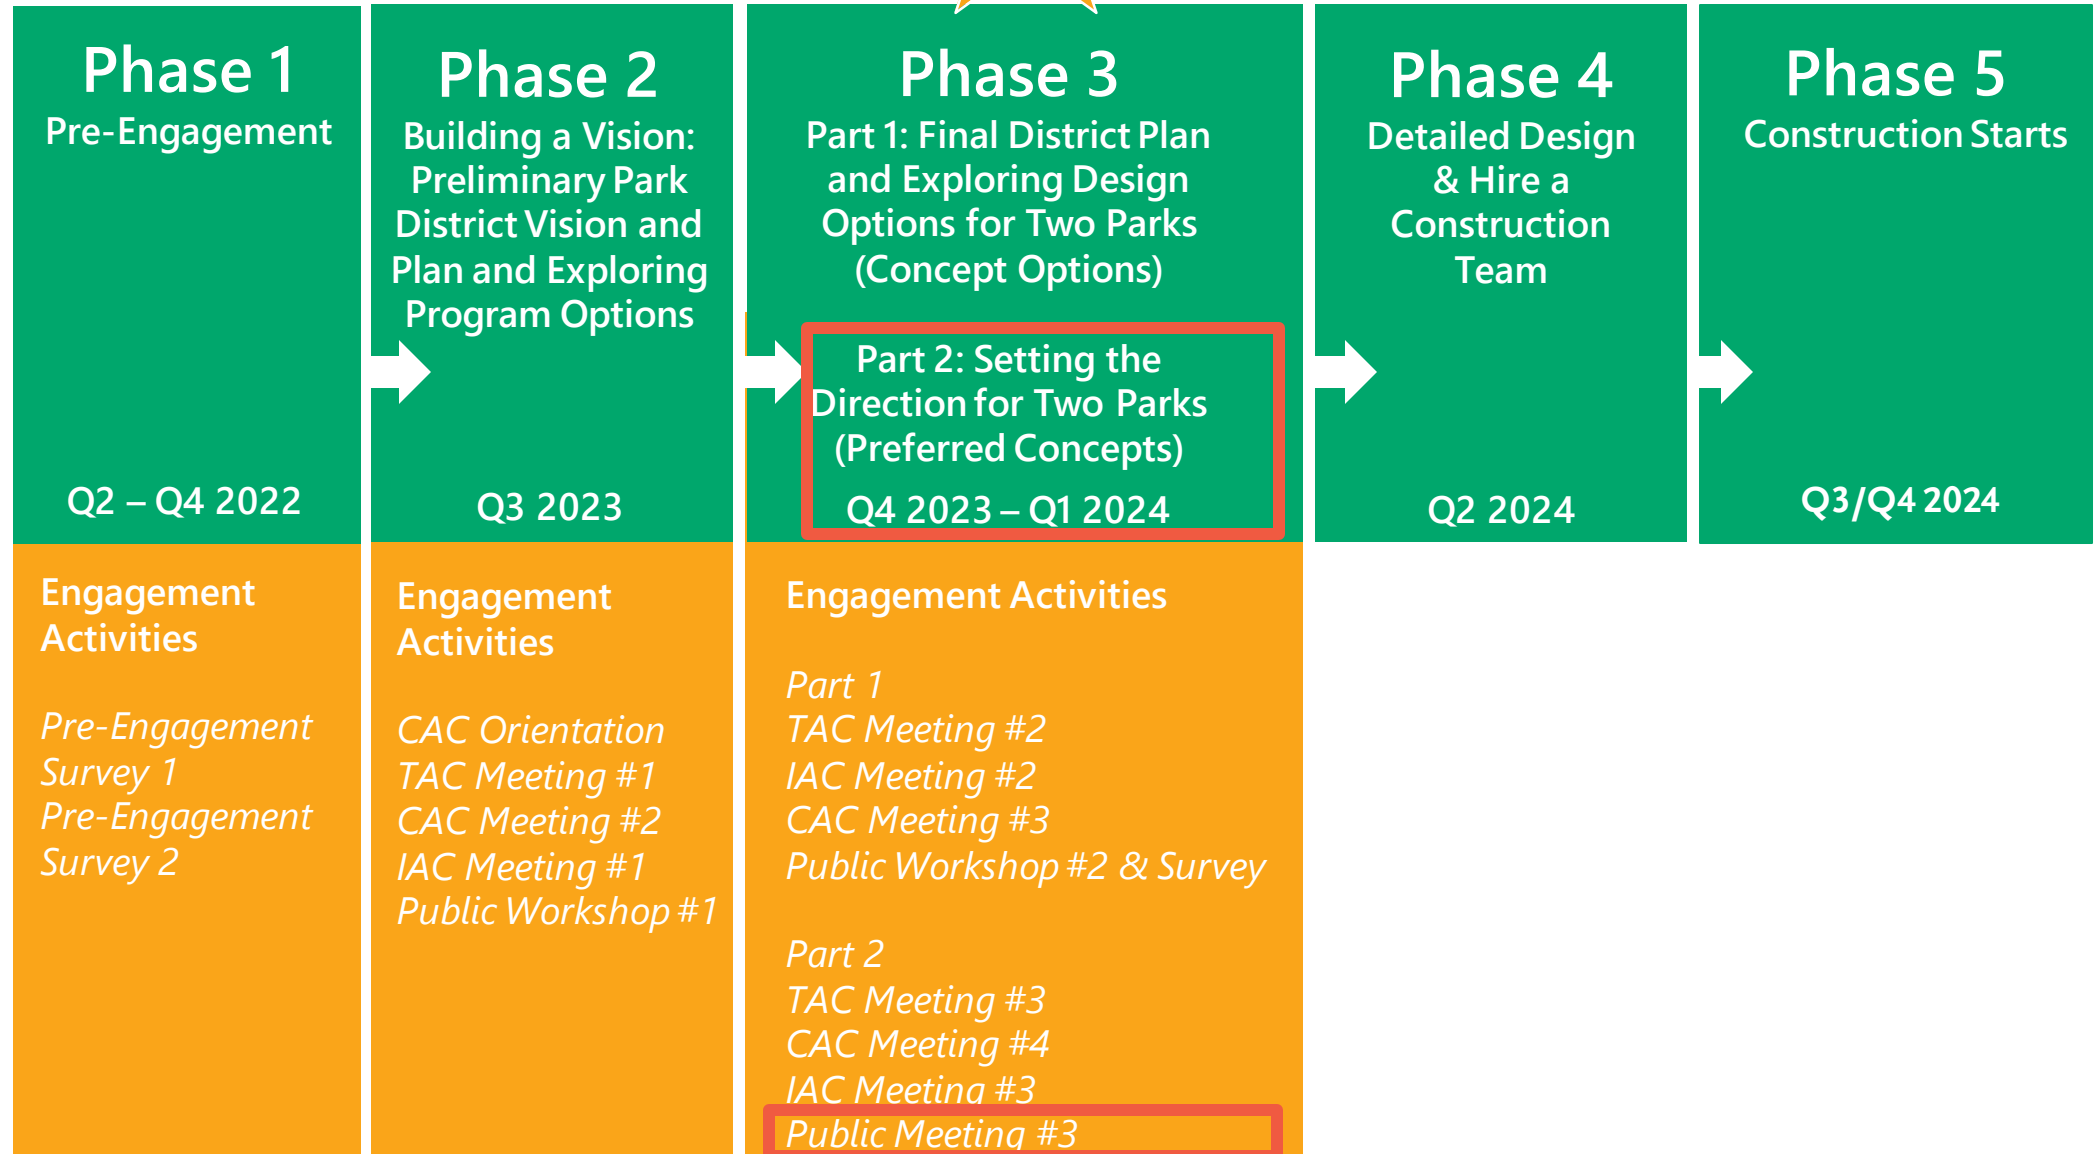 Phase 1
Pre-Engagement
Q2 – Q4 2022
Engagement
Activities
Pre-Engagement
Survey 1
Pre-Engagement
Survey 2
Phase 2
Building a Vision:
Preliminary Park
District Vision and
Plan and Exploring
Program Options
Q3 2023
Engagement
Activities
CAC Orientation
TAC Meeting #1
CAC Meeting #2
IAC Meeting #1
Public Workshop #1
Phase 3
Part 1: Final District Plan
and Exploring Design
Options for Two Parks
(Concept Options)
Part 2: Setting the
Direction for Two Parks
(Preferred Concepts)
Q4 2023 – Q1 2024
Engagement Activities
Part 1
TAC Meeting #2
IAC Meeting #2
CAC Meeting #3
Public Workshop #2 & Survey
Part 2
TAC Meeting #3
CAC Meeting #4
IAC Meeting #3
Public Meeting #3
Phase 4
Detailed Design
& Hire a
Construction
Team
Q2 2024
Phase 5
Construction Starts
Q3/Q4 2024